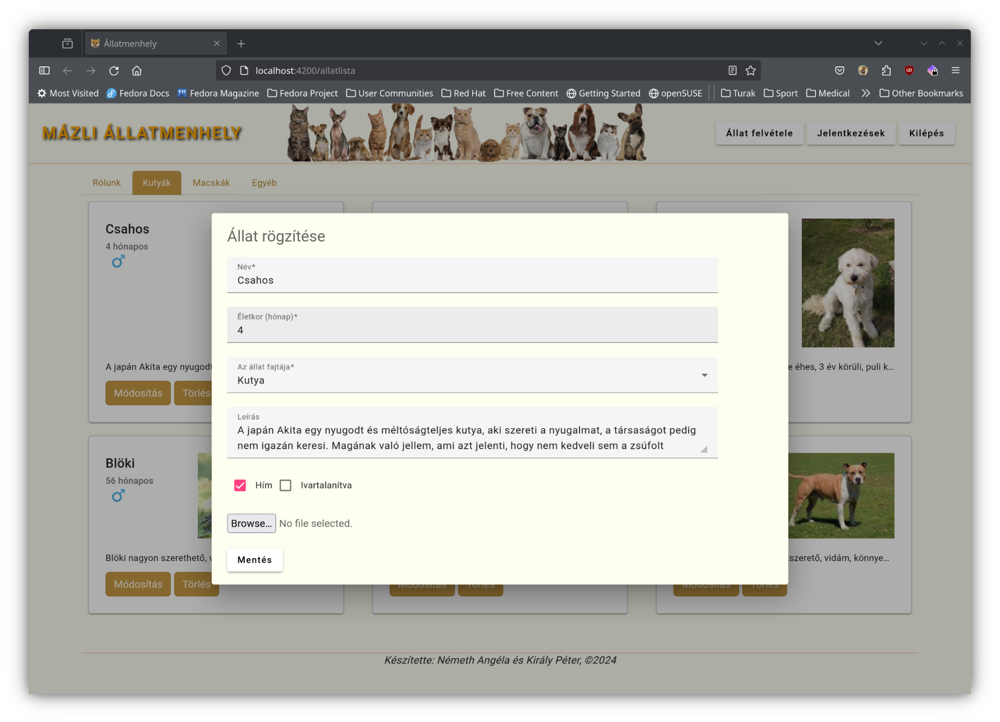 Állatmenhely
localhost:4200/allatlista
Most Visited Fedora Docs Fedora Magazine Fedora Project User Communities Red Hat Free Content Getting Started openSUSE Turak Sport Medical Other Bookmarks
MÁZLI ÁLLATMENHELY
Állat felvétele Jelentkezések Kilépés
Rólunk Kutyák Macskák Egyéb
Csahos
4 hónapos
A japán Akita egy nyugodt
Módosítás Törlés
Állat rögzítése
Név*
Csahos
Életkor (hónap)*
4
Az állat fajtája*
Kutya
Leírás
A japán Akita egy nyugodt és méltóságteljes kutya, aki szereti a nyugalmat, a társaságot pedig
nem igazán keresi. Magának való jellem, ami azt jelenti, hogy nem kedveli sem a zsúfolt
Hím Ivartalanítva
Browse... No file selected.
Mentés
e éhes, 3 év körüli, puli k...
Blöki
56 hónapos
Blöki nagyon szerethető, v
Módosítás Törlés
Módosítás Törlés
szerető, vidám, könnye...
Módosítás Törlés
Készítette: Németh Angéla és Király Péter, ©2024